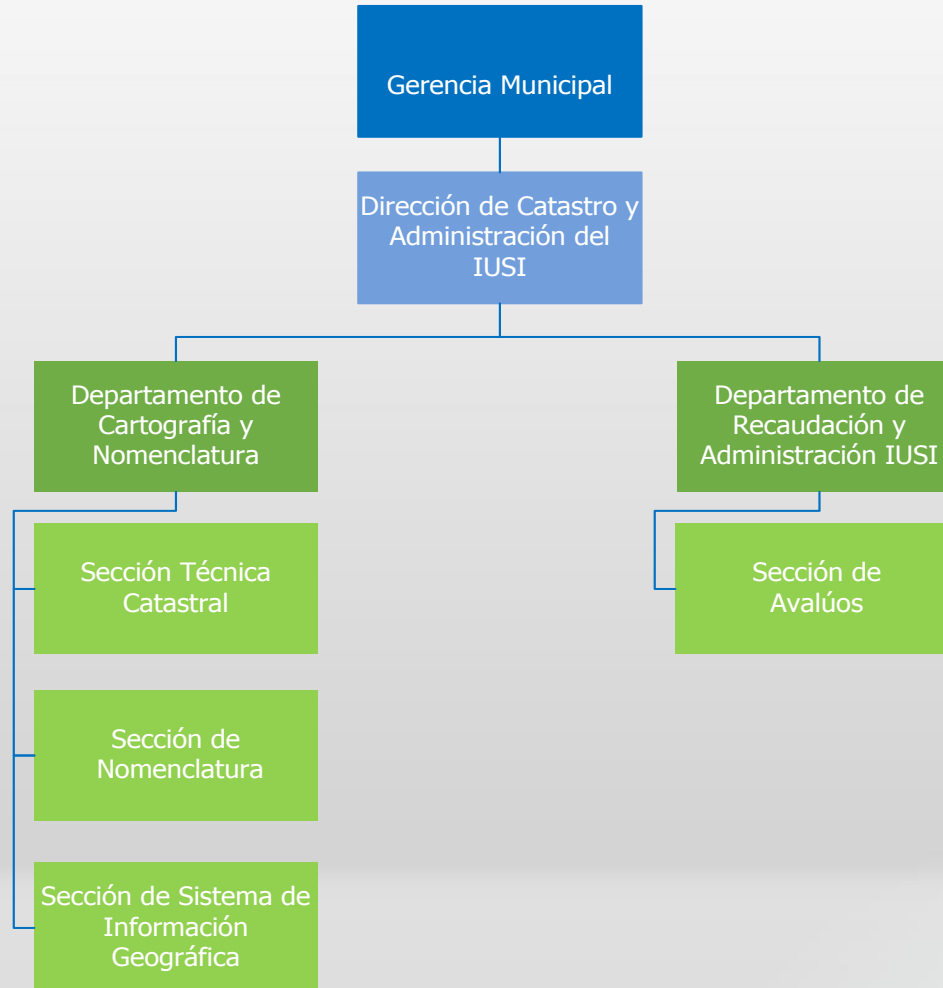 Gerencia Municipal
Dirección de Catastro y
Administración del
IUSI
Departamento de
Cartografía y
Nomenclatura
Sección Técnica
Catastral
Sección de
Nomenclatura
Sección de Sistema de
Información
Geográfica
Departamento de
Recaudación y
Administración IUSI
Sección de
Avalúos